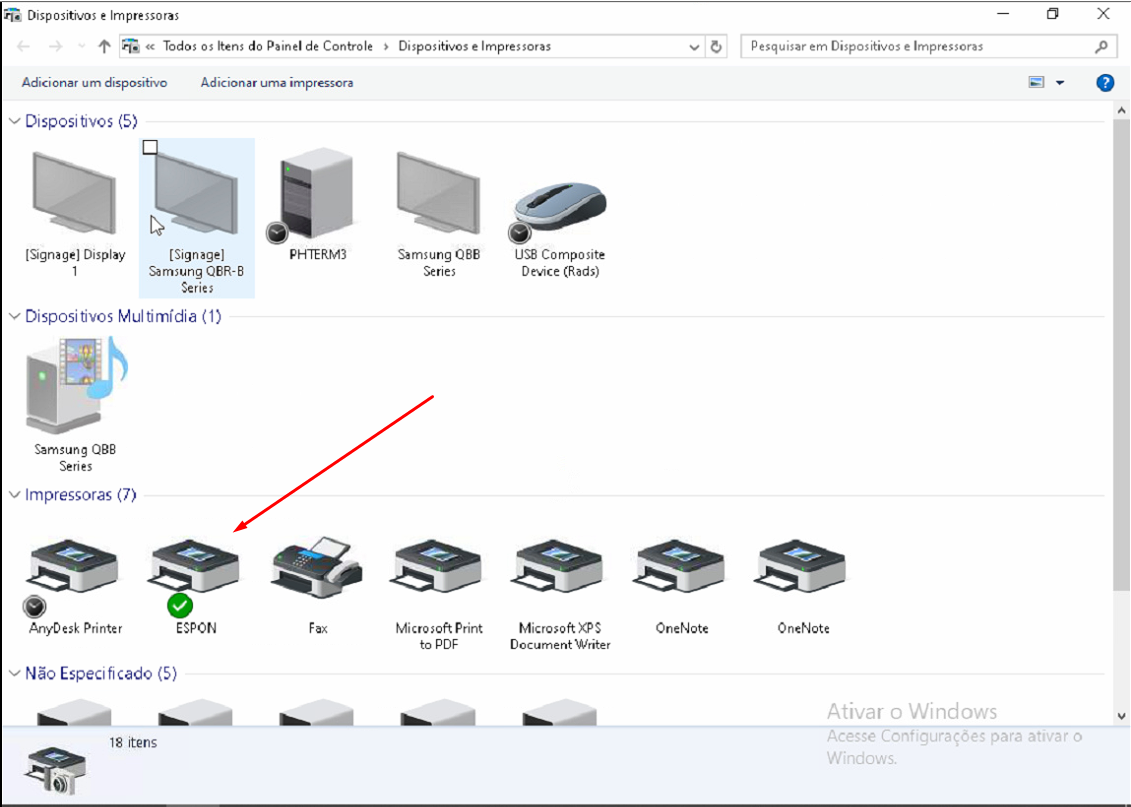 Dispositivos e Impressoras
« Todos os Itens do Painel de Controle › Dispositivos e Impressoras
Pesquisar em Dispositivos e Impressoras
Adicionar um dispositivo
Adicionar uma impressora
Dispositivos (5)
[Signage] Display
1
[Signage]
Samsung QBR-B
Series
PHTERM3
Samsung QBB
Series
USB Composite
Device (Rads)
Dispositivos Multimídia (1)
Samsung QBB
Series
Impressoras (7)
AnyDesk Printer
ESPON
Fax
Microsoft Print
to PDF
Microsoft XPS
Document Writer
OneNote
OneNote
Não Especificado (5)
18 itens
Ativar o Windows
Acesse Configurações para ativar o
Windows.